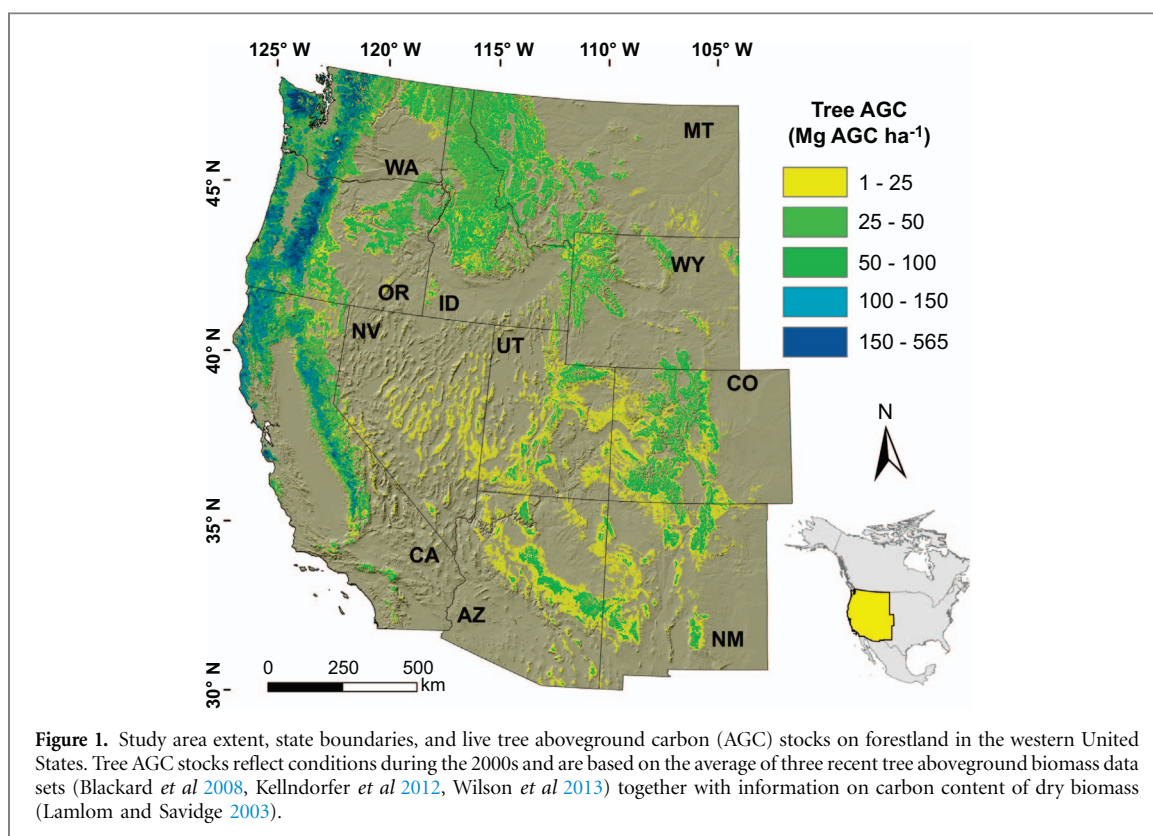 125° W 120° W 115° W 110° W 105° W
45° N
40° N
35° N
30° N
WA
MT
OR
ID
WY
NV
UT
CO
CA
AZ
NM
Tree AGC
(Mg AGC ha-1)
1 - 25
25 - 50
50 - 100
100 - 150
150 - 565
N
0 250 500
km
Figure 1. Study area extent, state boundaries, and live tree aboveground carbon (AGC) stocks on forestland in the western United
States. Tree AGC stocks reflect conditions during the 2000s and are based on the average of three recent tree aboveground biomass data
sets (Blackard et al 2008, Kellndorfer et al 2012, Wilson et al 2013) together with information on carbon content of dry biomass
(Lamlom and Savidge 2003).